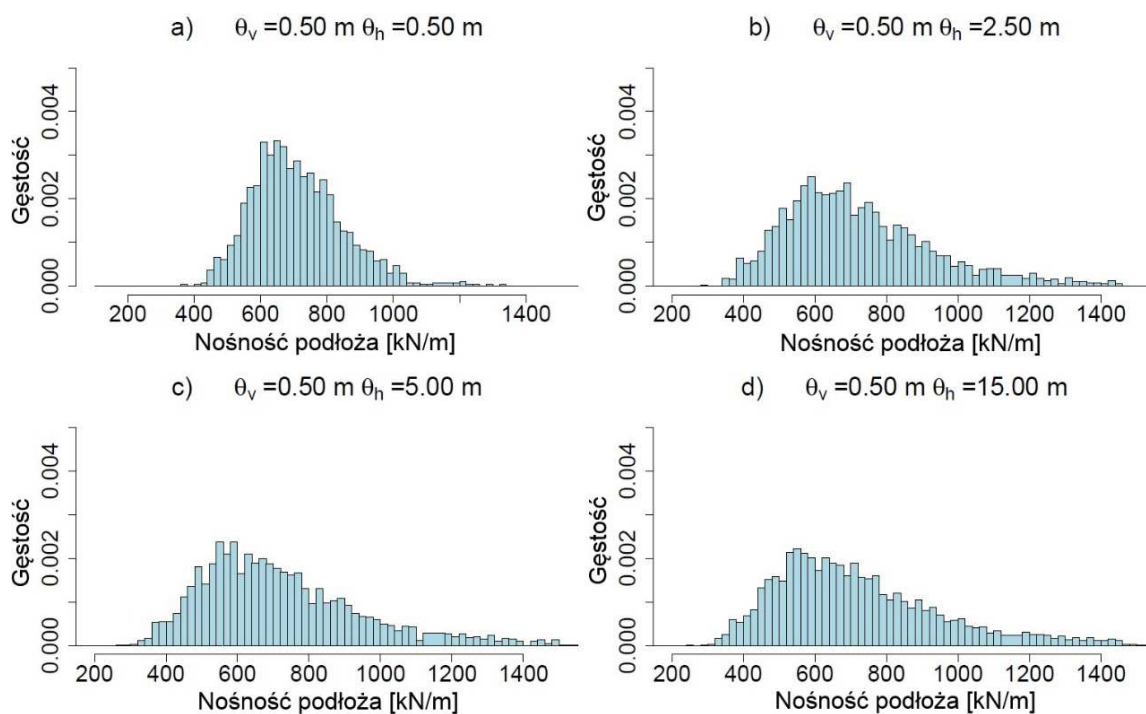 a) θv =0.50 m θh =0.50 m
0.004
0.002
0.000
Gęstość
200 400 600 800 1000 1400
Nośność podłoża [kN/m]
b) θv =0.50 m θh =2.50 m
0.004
0.002
0.000
Gęstość
200 400 600 800 1000 1200 1400
Nośność podłoża [kN/m]
c) θv =0.50 m θh =5.00 m
0.004
0.002
0.000
Gęstość
200 400 600 800 1000 1400
Nośność podłoża [kN/m]
d) θv =0.50 m θh =15.00 m
0.004
0.002
0.000
Gęstość
200 400 600 800 1000 1200 1400
Nośność podłoża [kN/m]